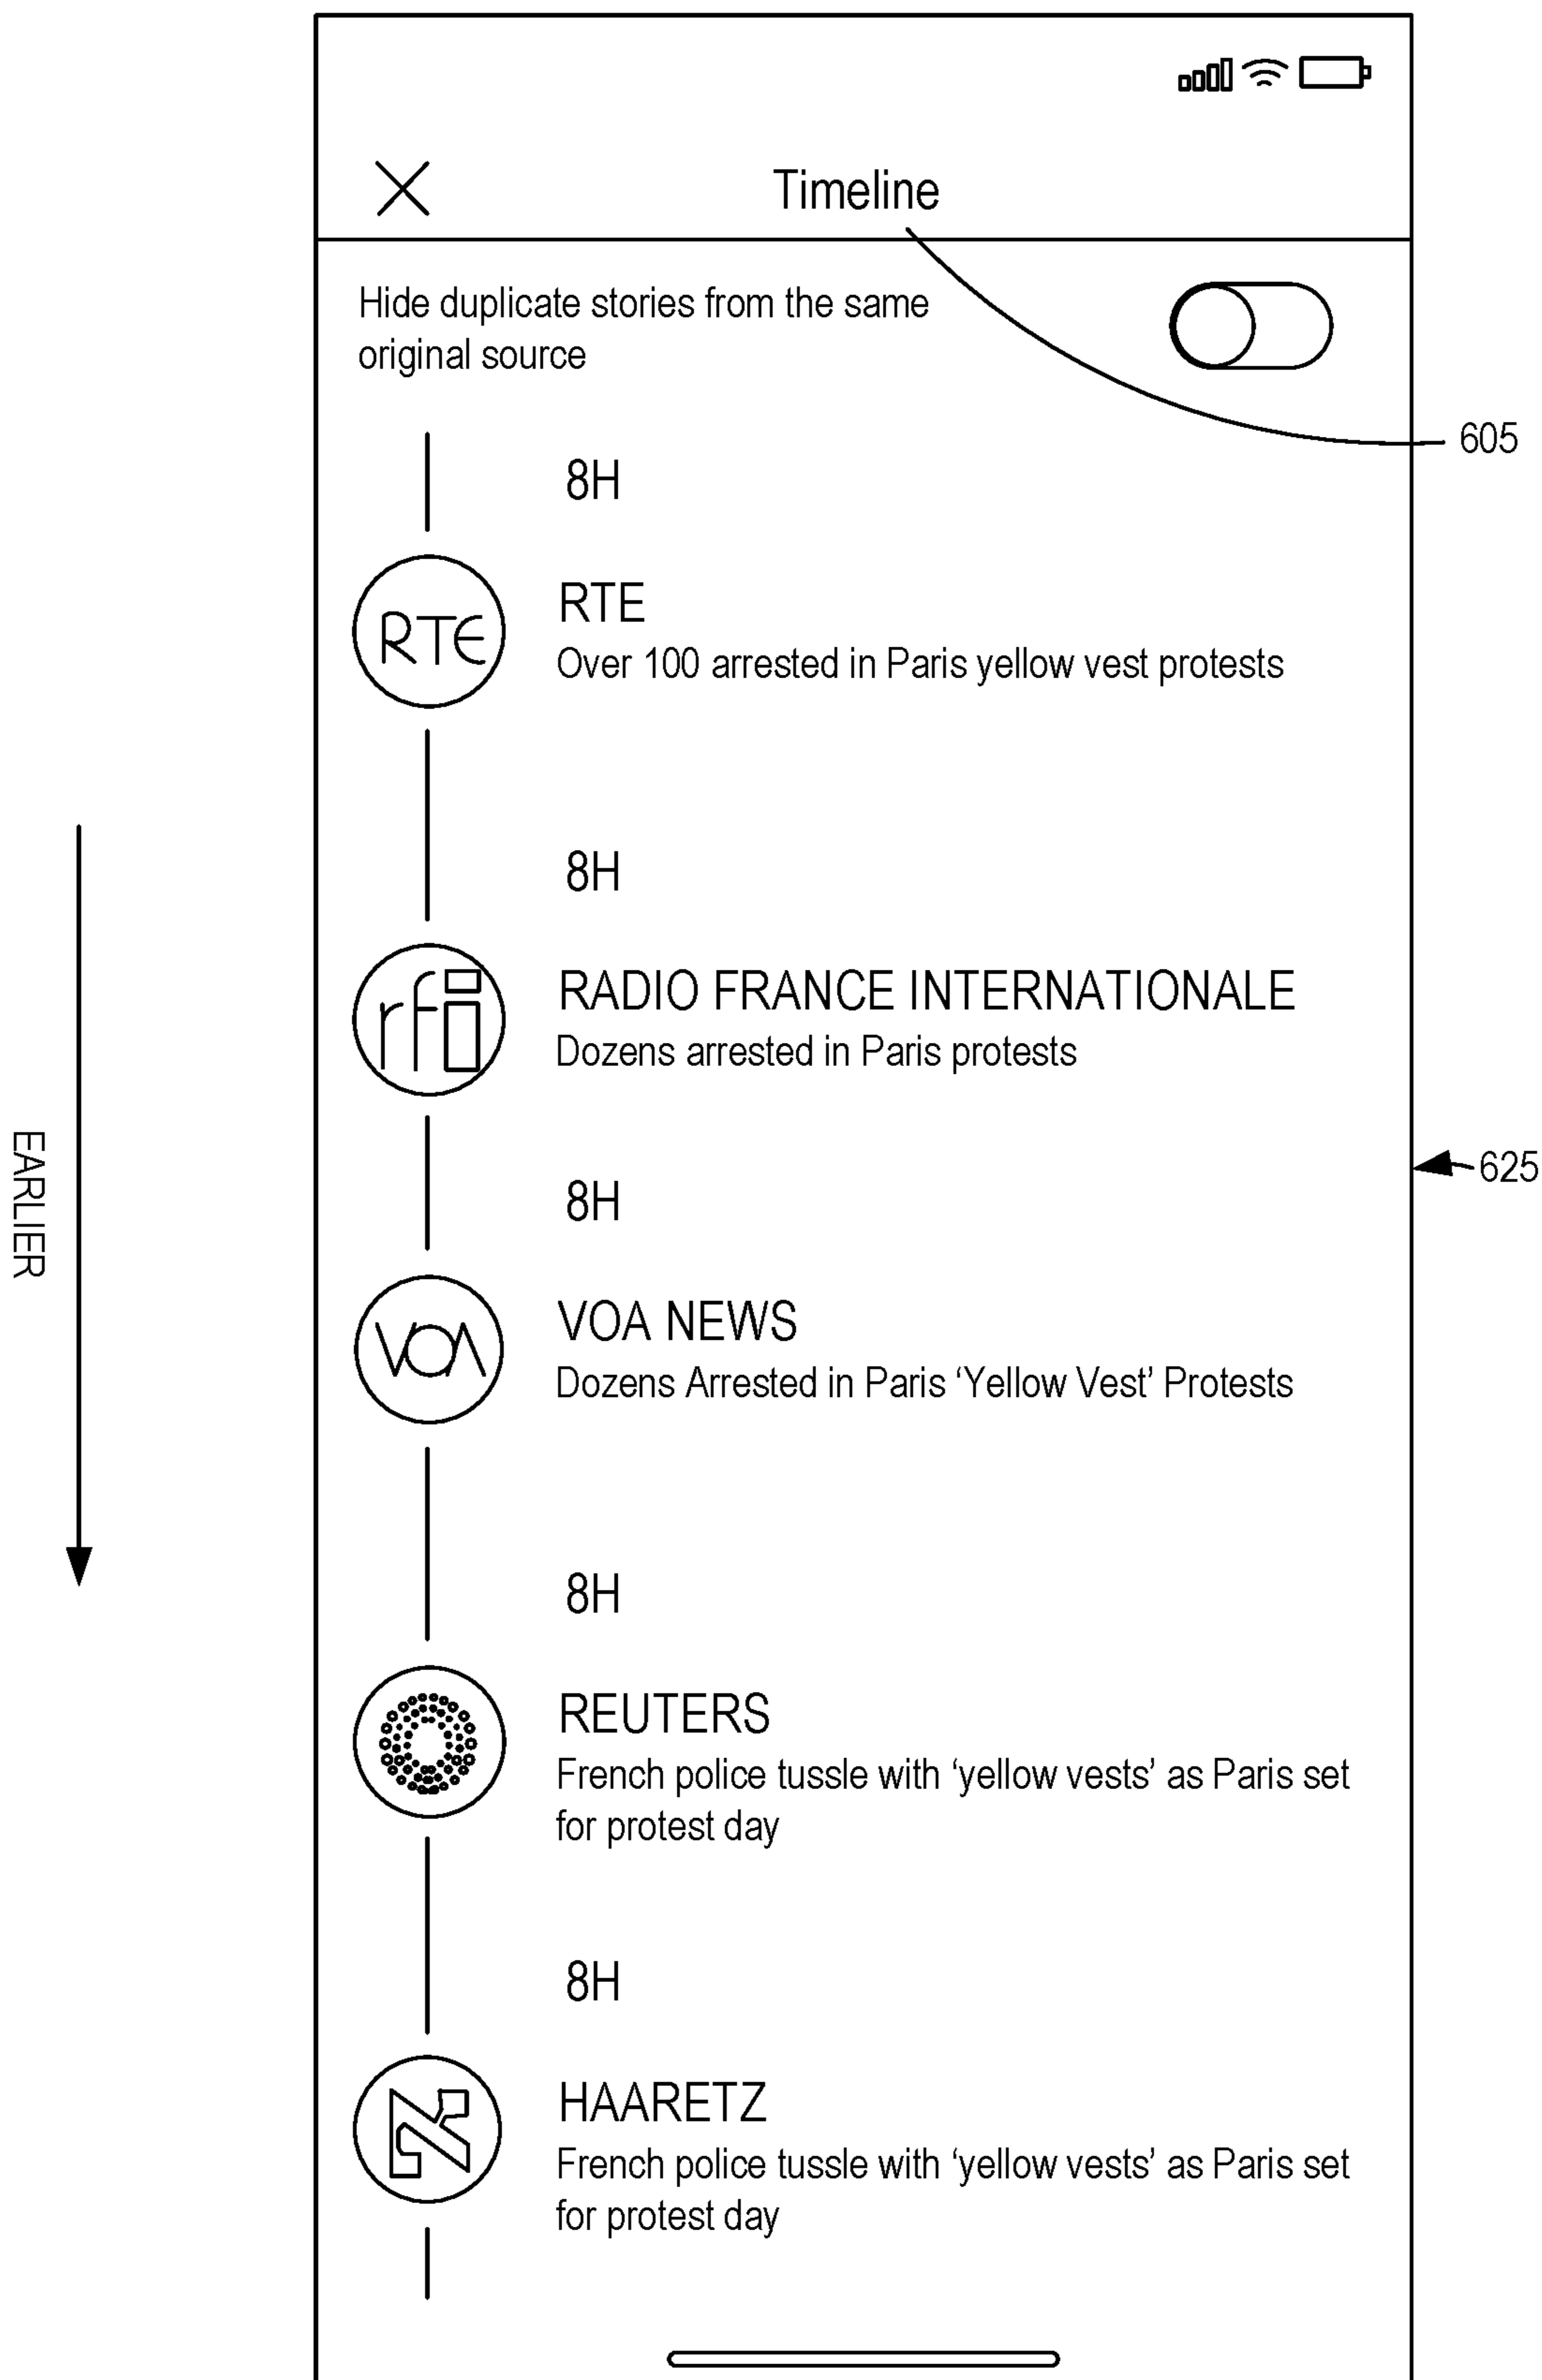 Timeline
Hide duplicate stories from the same
original source
605
8H
RTE
RTE
Over 100 arrested in Paris yellow vest protests
8H
rfi
RADIO FRANCE INTERNATIONALE
Dozens arrested in Paris protests
EARLIER
625
8H
VOA
VOA NEWS
Dozens Arrested in Paris ‘Yellow Vest’ Protests
8H
REUTERS
French police tussle with ‘yellow vests’ as Paris set
for protest day
8H
א
HAARETZ
French police tussle with ‘yellow vests’ as Paris set
for protest day